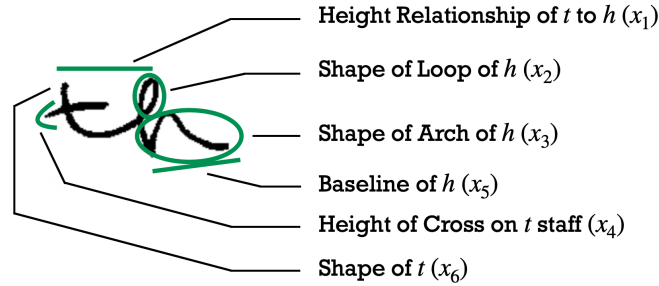 Height Relationship of t to h (x₁)
th
Shape of Loop of h (x₂)
Shape of Arch of h (x₃)
Baseline of h (x₅)
Height of Cross on t staff (x₄)
Shape of t (x₆)